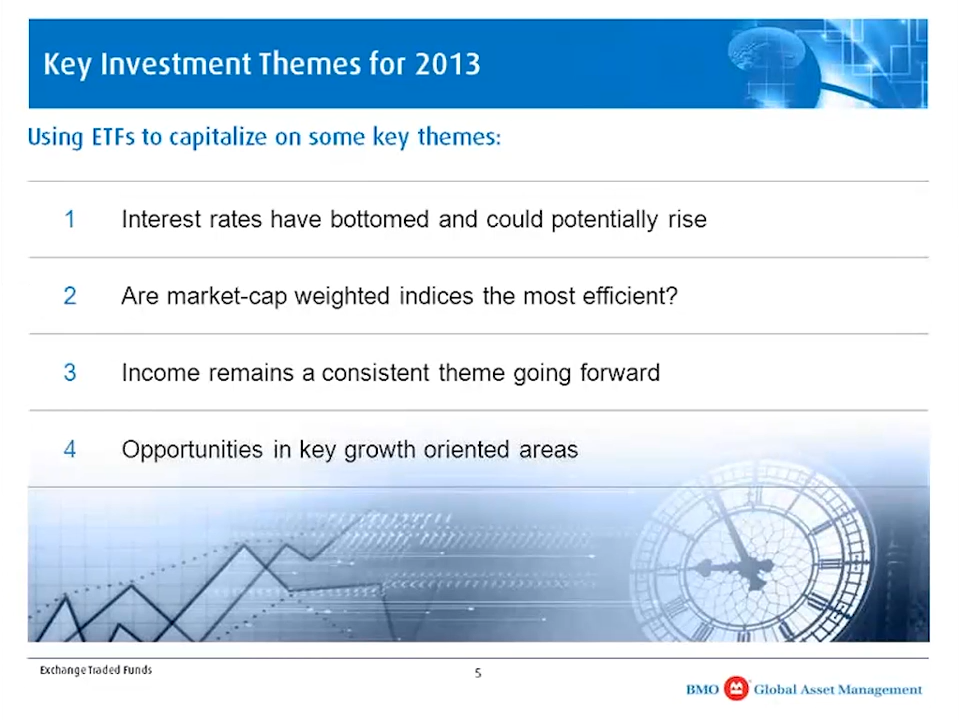 Key Investment Themes for 2013
Using ETFs to capitalize on some key themes:
1 Interest rates have bottomed and could potentially rise
2 Are market-cap weighted indices the most efficient?
3 Income remains a consistent theme going forward
4 Opportunities in key growth oriented areas
Exchange Traded Funds
5
BMO Global Asset Management